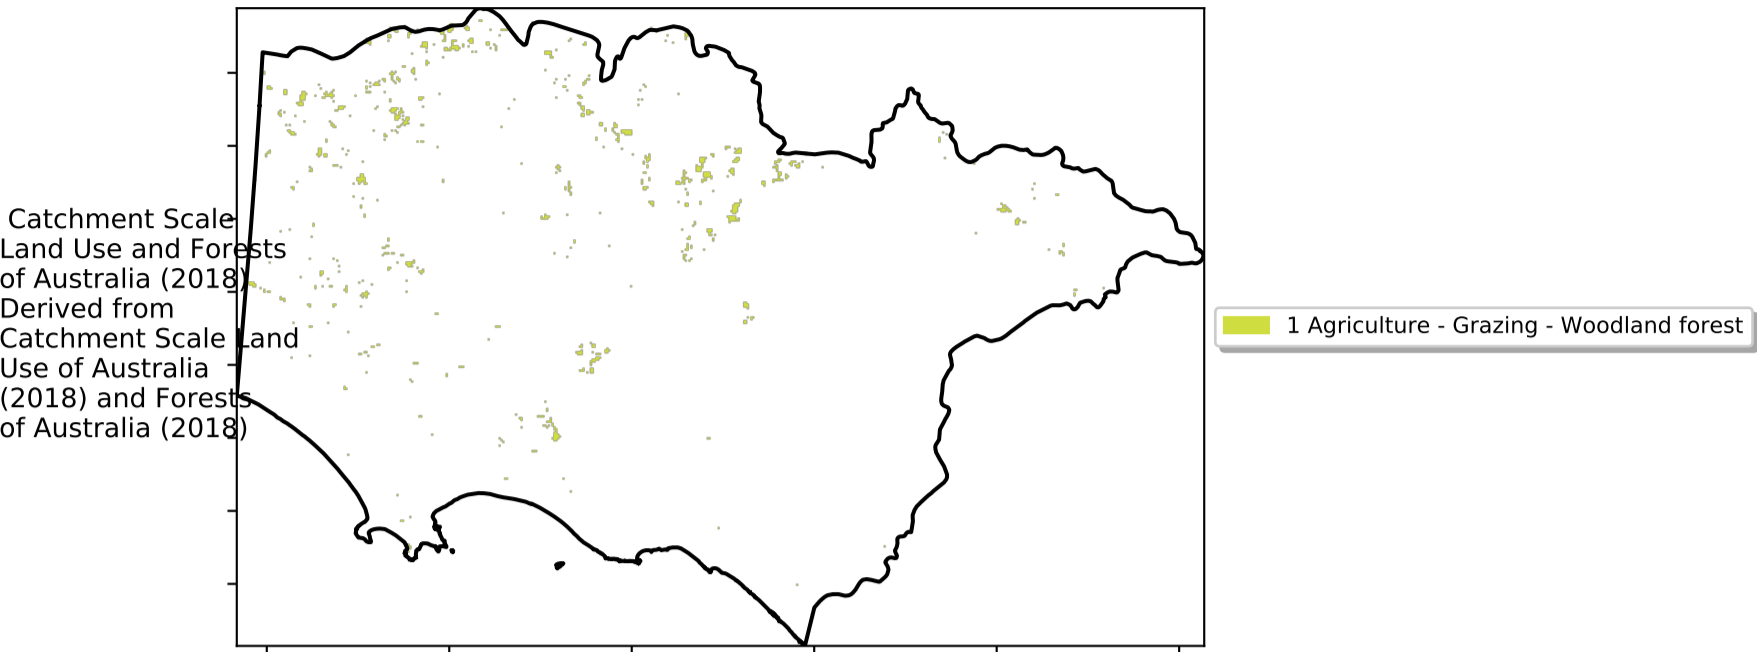 Catchment Scale
Land Use and Forests
of Australia (2018)
Derived from
Catchment Scale Land
Use of Australia
(2018) and Forests
of Australia (2018)
1 Agriculture - Grazing - Woodland forest